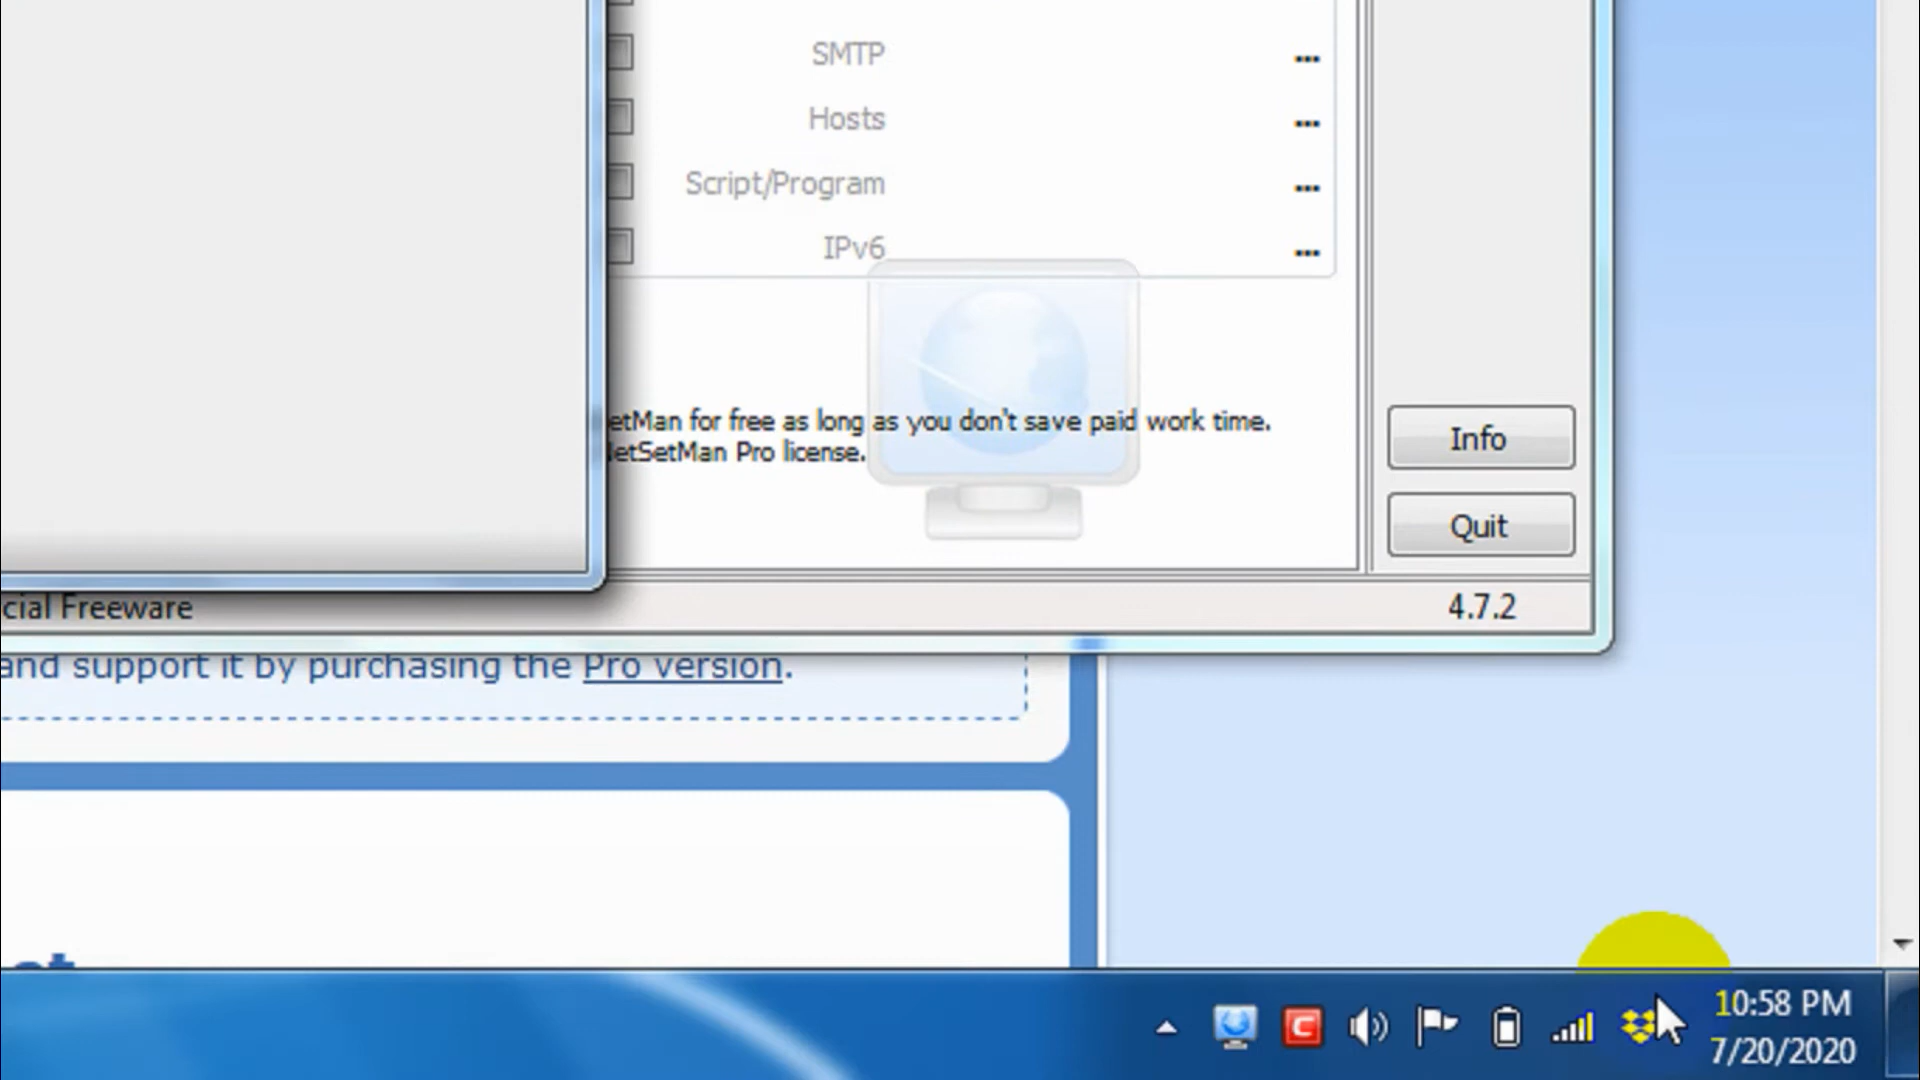 SMTP ...
Hosts ...
Script/Program ...
IPv6 ...
etMan for free as long as you don't save paid work time.
etSetMan Pro license.
Info
Quit
cial Freeware
4.7.2
and support it by purchasing the Pro version.
10:58 PM
7/20/2020